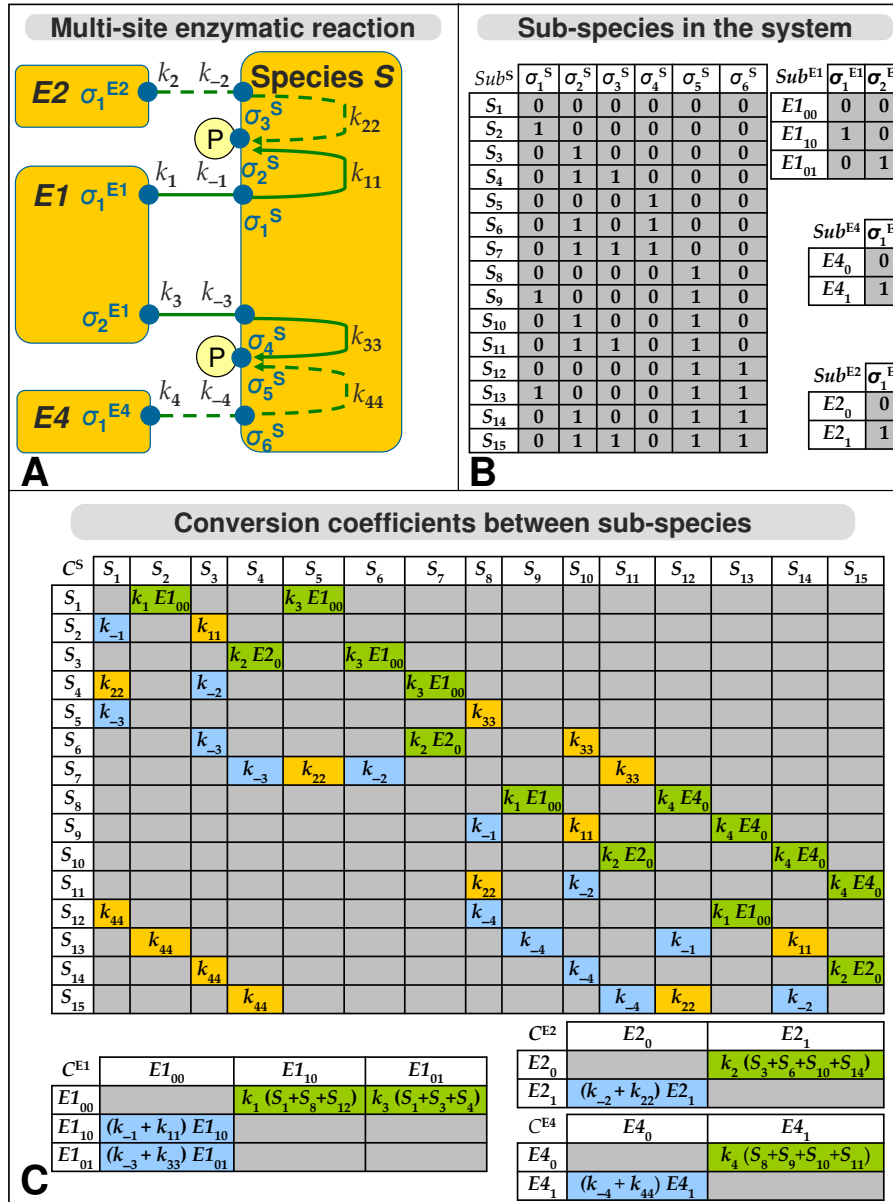 Multi-site enzymatic reaction
E2 σ₁ᴱ² k₂ k₋₂ Species S
σ₃ˢ k₂₂
P
σ₂ˢ
E1 σ₁ᴱ¹ k₁ k₋₁ k₁₁
σ₁ˢ
σ₂ᴱ¹ k₃ k₋₃
σ₄ˢ k₃₃
P
σ₅ˢ
E4 σ₁ᴱ⁴ k₄ k₋₄ k₄₄
σ₆ˢ
A
Sub-species in the system
Subˢ σ₁ˢ σ₂ˢ σ₃ˢ σ₄ˢ σ₅ˢ σ₆ˢ
S₁ 0 0 0 0 0 0
S₂ 1 0 0 0 0 0
S₃ 0 1 0 0 0 0
S₄ 0 1 1 0 0 0
S₅ 0 0 0 1 0 0
S₆ 0 1 0 1 0 0
S₇ 0 1 1 1 0 0
S₈ 0 0 0 0 1 0
S₉ 1 0 0 0 1 0
S₁₀ 0 1 0 0 1 0
S₁₁ 0 1 1 0 1 0
S₁₂ 0 0 0 0 1 1
S₁₃ 1 0 0 0 1 1
S₁₄ 0 1 0 0 1 1
S₁₅ 0 1 1 0 1 1
Subᴱ¹ σ₁ᴱ¹ σ₂ᴱ
E1₀₀ 0 0
E1₁₀ 1 0
E1₀₁ 0 1
Subᴱ⁴ σ₁ᴱ
E4₀ 0
E4₁ 1
Subᴱ² σ₁ᴱ
E2₀ 0
E2₁ 1
B
Conversion coefficients between sub-species
Cˢ S₁ S₂ S₃ S₄ S₅ S₆ S₇ S₈ S₉ S₁₀ S₁₁ S₁₂ S₁₃ S₁₄ S₁₅
S₁ k₁ E1₀₀ k₃ E1₀₀
S₂ k₋₁ k₁₁
S₃ k₂ E2₀ k₃ E1₀₀
S₄ k₂₂ k₋₂ k₃ E1₀₀
S₅ k₋₃ k₃₃
S₆ k₋₃ k₂ E2₀ k₃₃
S₇ k₋₃ k₂₂ k₋₂ k₃₃
S₈ k₁ E1₀₀ k₄ E4₀
S₉ k₋₁ k₁₁ k₄ E4₀
S₁₀ k₂ E2₀ k₄ E4₀
S₁₁ k₂₂ k₋₂ k₄ E4₀
S₁₂ k₄₄ k₋₄ k₁ E1₀₀
S₁₃ k₄₄ k₋₄ k₋₁ k₁₁
S₁₄ k₄₄ k₋₄ k₂ E2₀
S₁₅ k₄₄ k₋₄ k₂₂ k₋₂
Cᴱ¹ E1₀₀ E1₁₀ E1₀₁
E1₀₀ k₁ (S₁+S₈+S₁₂) k₃ (S₁+S₃+S₄)
E1₁₀ (k₋₁ + k₁₁) E1₁₀
E1₀₁ (k₋₃ + k₃₃) E1₀₁
Cᴱ² E2₀ E2₁
E2₀ k₂ (S₃+S₆+S₁₀+S₁₄)
E2₁ (k₋₂ + k₂₂) E2₁
Cᴱ⁴ E4₀ E4₁
E4₀ k₄ (S₈+S₉+S₁₀+S₁₁)
E4₁ (k₋₄ + k₄₄) E4₁
C